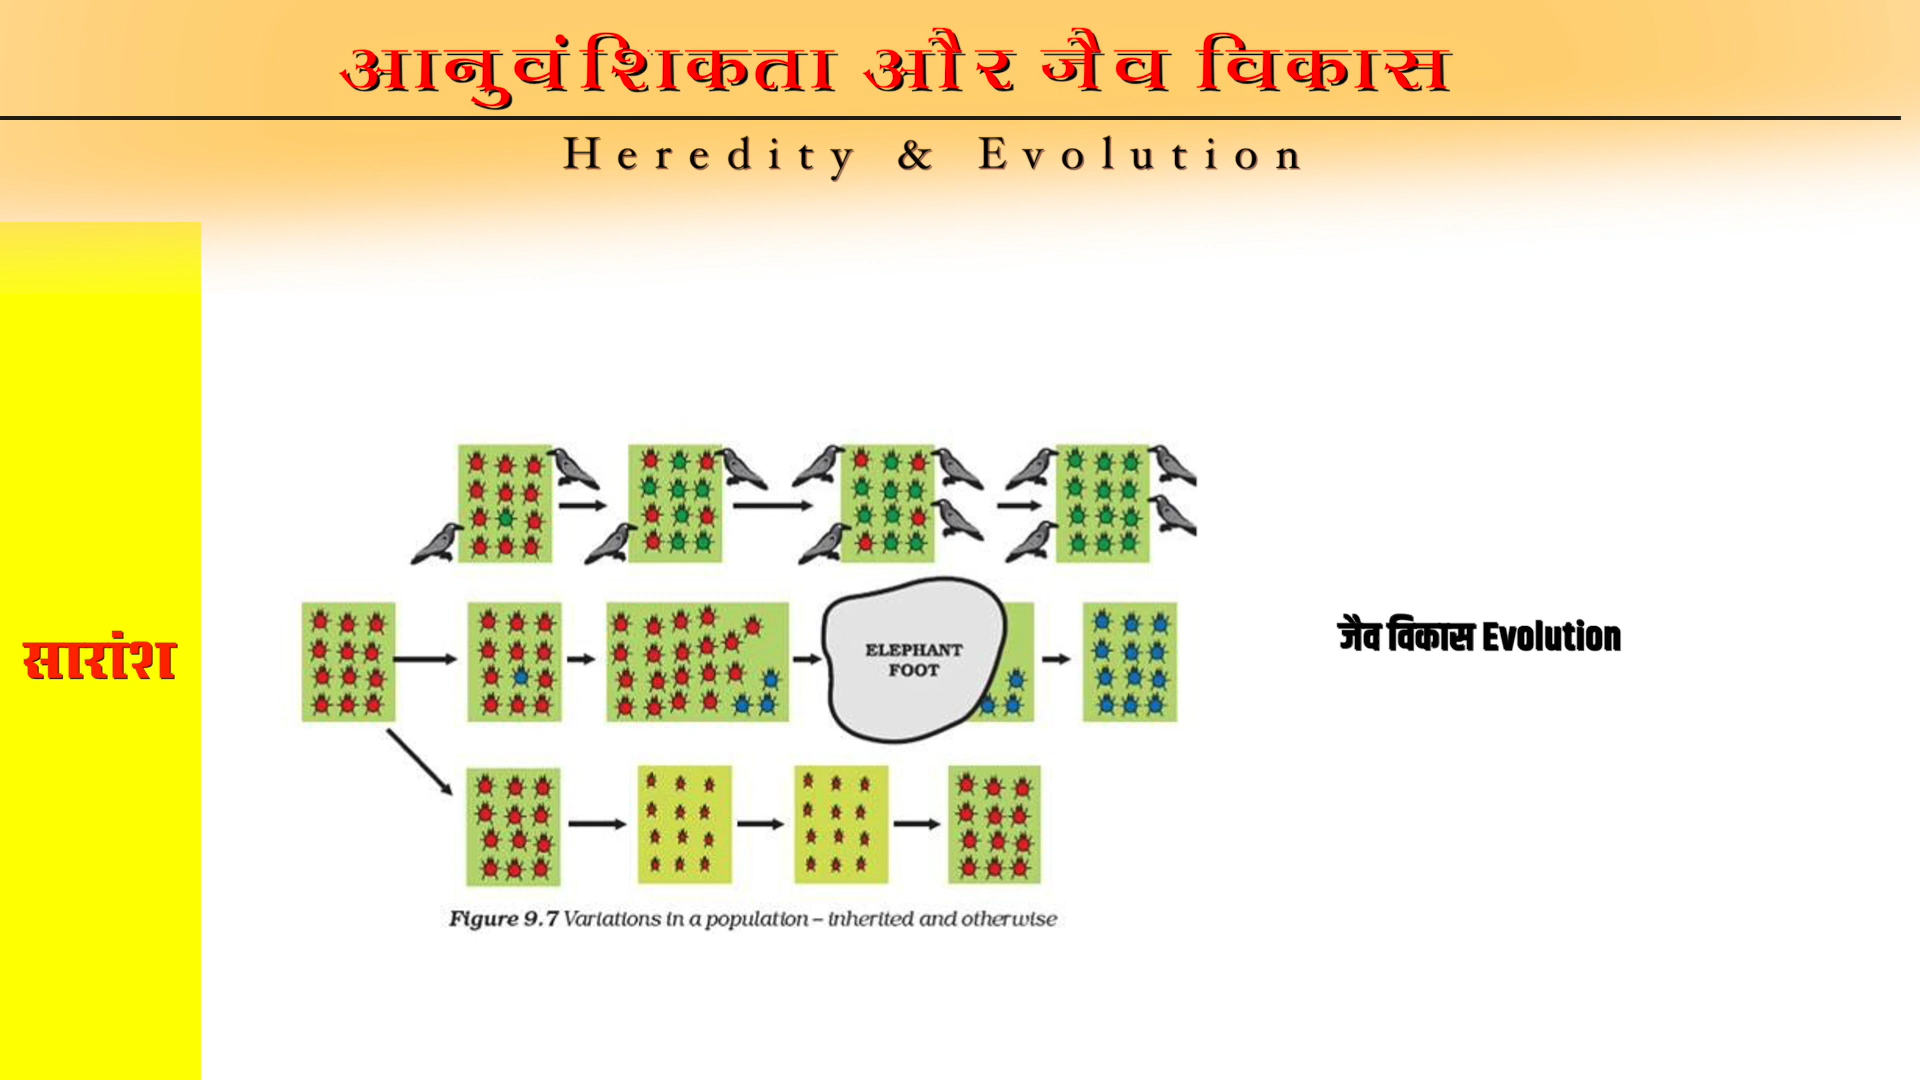 आनुवंशिकता और जैव विकास
Heredity & Evolution
सारांश
ELEPHANT
FOOT
जैव विकास Evolution
Figure 9.7 Variations in a population – inherited and otherwise